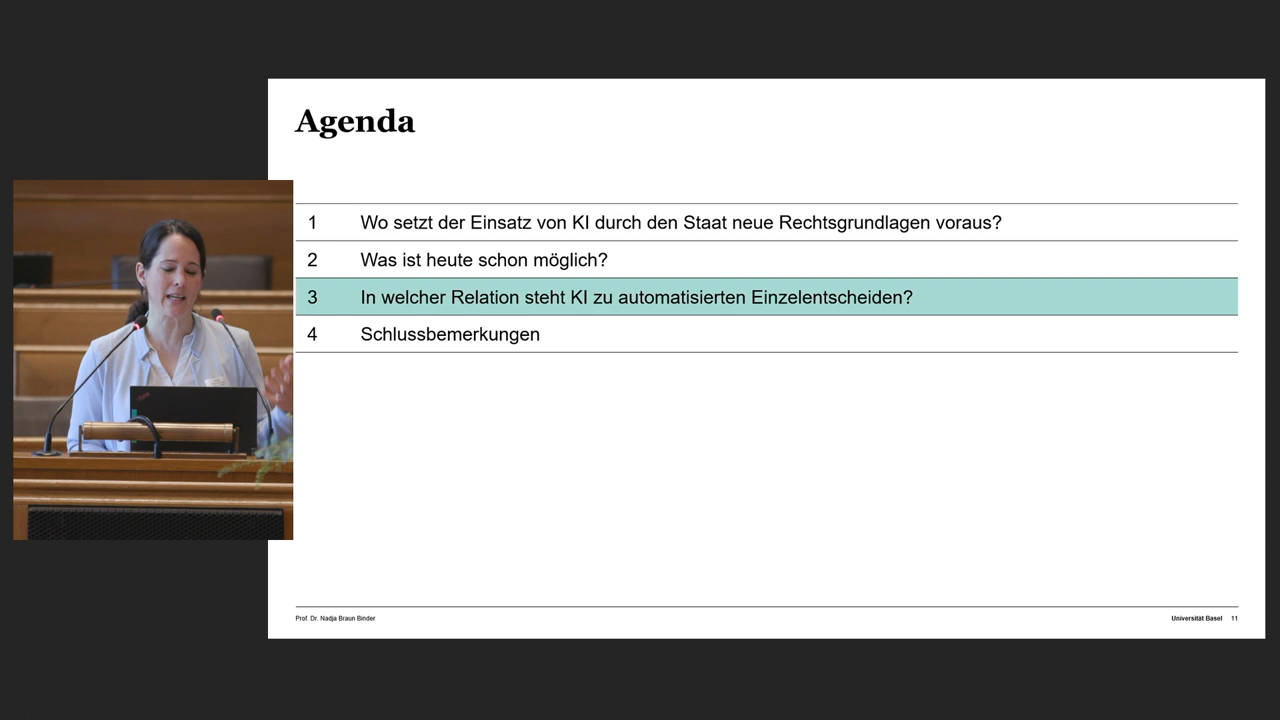 Agenda
1 Wo setzt der Einsatz von KI durch den Staat neue Rechtsgrundlagen voraus?
2 Was ist heute schon möglich?
3 In welcher Relation steht KI zu automatisierten Einzelentscheiden?
4 Schlussbemerkungen
Prof. Dr. Nadja Braun Binder
Universität Basel 11